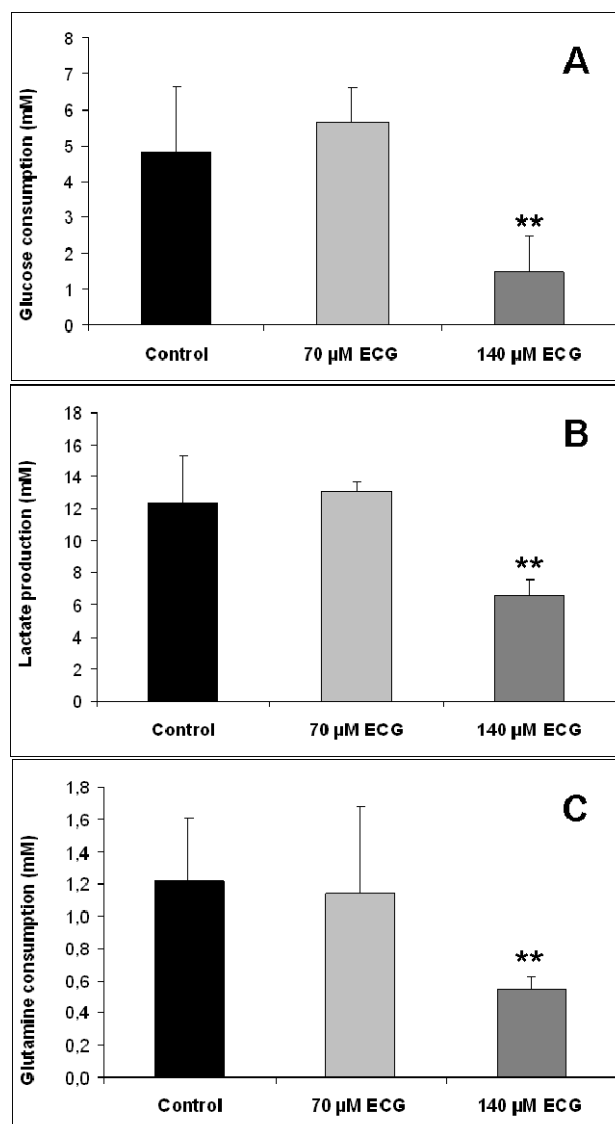 A
Glucose consumption (mM)
8
7
6
5
4
3
2
1
0
**
Control
70 µM ECG
140 µM ECG
B
Lactate production (mM)
18
16
14
12
10
8
6
4
2
0
**
Control
70 µM ECG
140 µM ECG
C
Glutamine consumption (mM)
1,8
1,6
1,4
1,2
1,0
0,8
0,6
0,4
0,2
0,0
**
Control
70 µM ECG
140 µM ECG